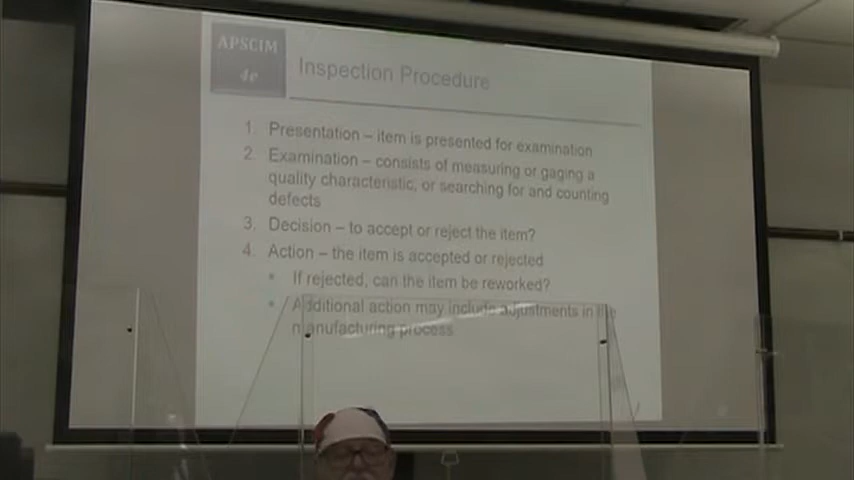 APSCIM
4e
Inspection Procedure
1. Presentation – item is presented for examination
2. Examination – consists of measuring or gaging a
quality characteristic, or searching for and counting
defects
3. Decision – to accept or reject the item?
4. Action – the item is accepted or rejected
• If rejected, can the item be reworked?
• Additional action may include adjustments in the
manufacturing process